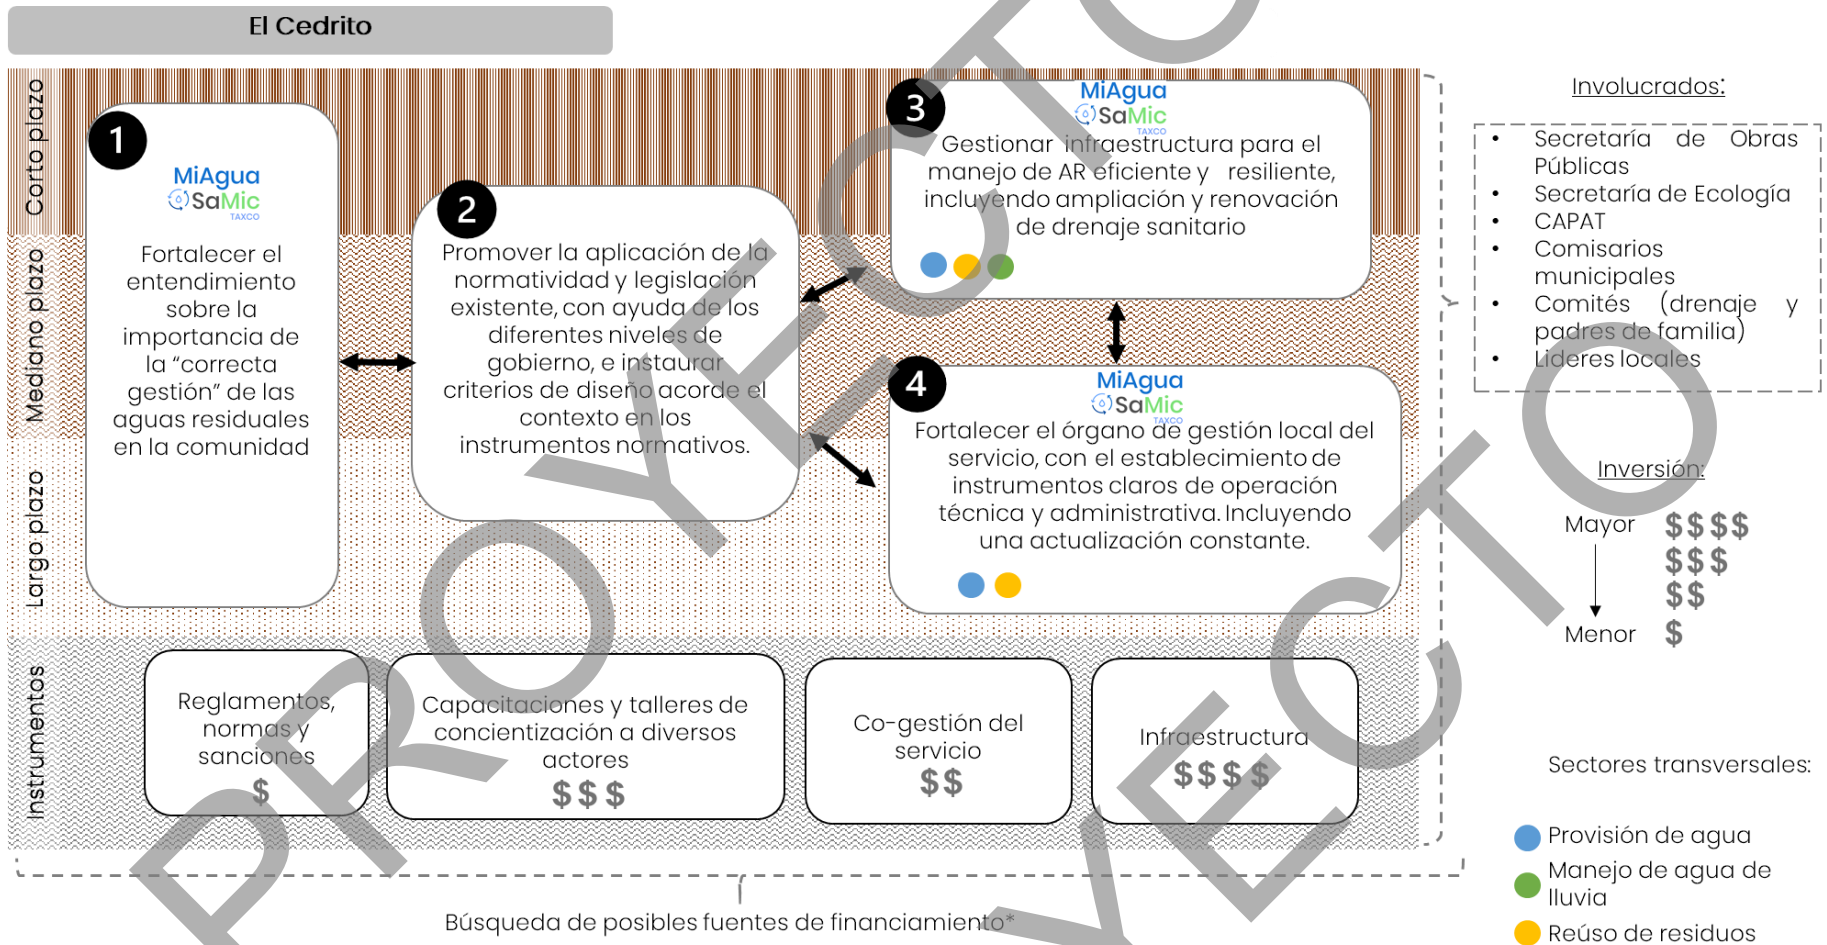 El Cedrito
Corto plazo
Mediano plazo
Largo plazo
Instrumentos
1
MiAgua
SaMic
TAXCO
Fortalecer el
entendimiento
sobre la
importancia de
la “correcta
gestión” de las
aguas residuales
en la comunidad
2
Promover la aplicación de la
normatividad y legislación
existente, con ayuda de los
diferentes niveles de
gobierno, e instaurar
criterios de diseño acorde el
contexto en los
instrumentos normativos.
3
MiAgua
SaMic
TAXCO
Gestionar infraestructura para el
manejo de AR eficiente y resiliente,
incluyendo ampliación y renovación
de drenaje sanitario
4
MiAgua
SaMic
TAXCO
Fortalecer el órgano de gestión local del
servicio, con el establecimiento de
instrumentos claros de operación
técnica y administrativa. Incluyendo
una actualización constante.
Reglamentos,
normas y
sanciones
$
Capacitaciones y talleres de
concientización a diversos
actores
$$$
Co-gestión del
servicio
$$
Infraestructura
$$$$
Búsqueda de posibles fuentes de financiamiento*
Involucrados:
• Secretaría de Obras
Públicas
• Secretaría de Ecología
• CAPAT
• Comisarios
municipales
• Comités (drenaje y
padres de familia)
• Lideres locales
Inversión:
Mayor $$$$
$$$
$$
Menor $
Sectores transversales:
Provisión de agua
Manejo de agua de
lluvia
Reúso de residuos
PROYECTO
YECTO